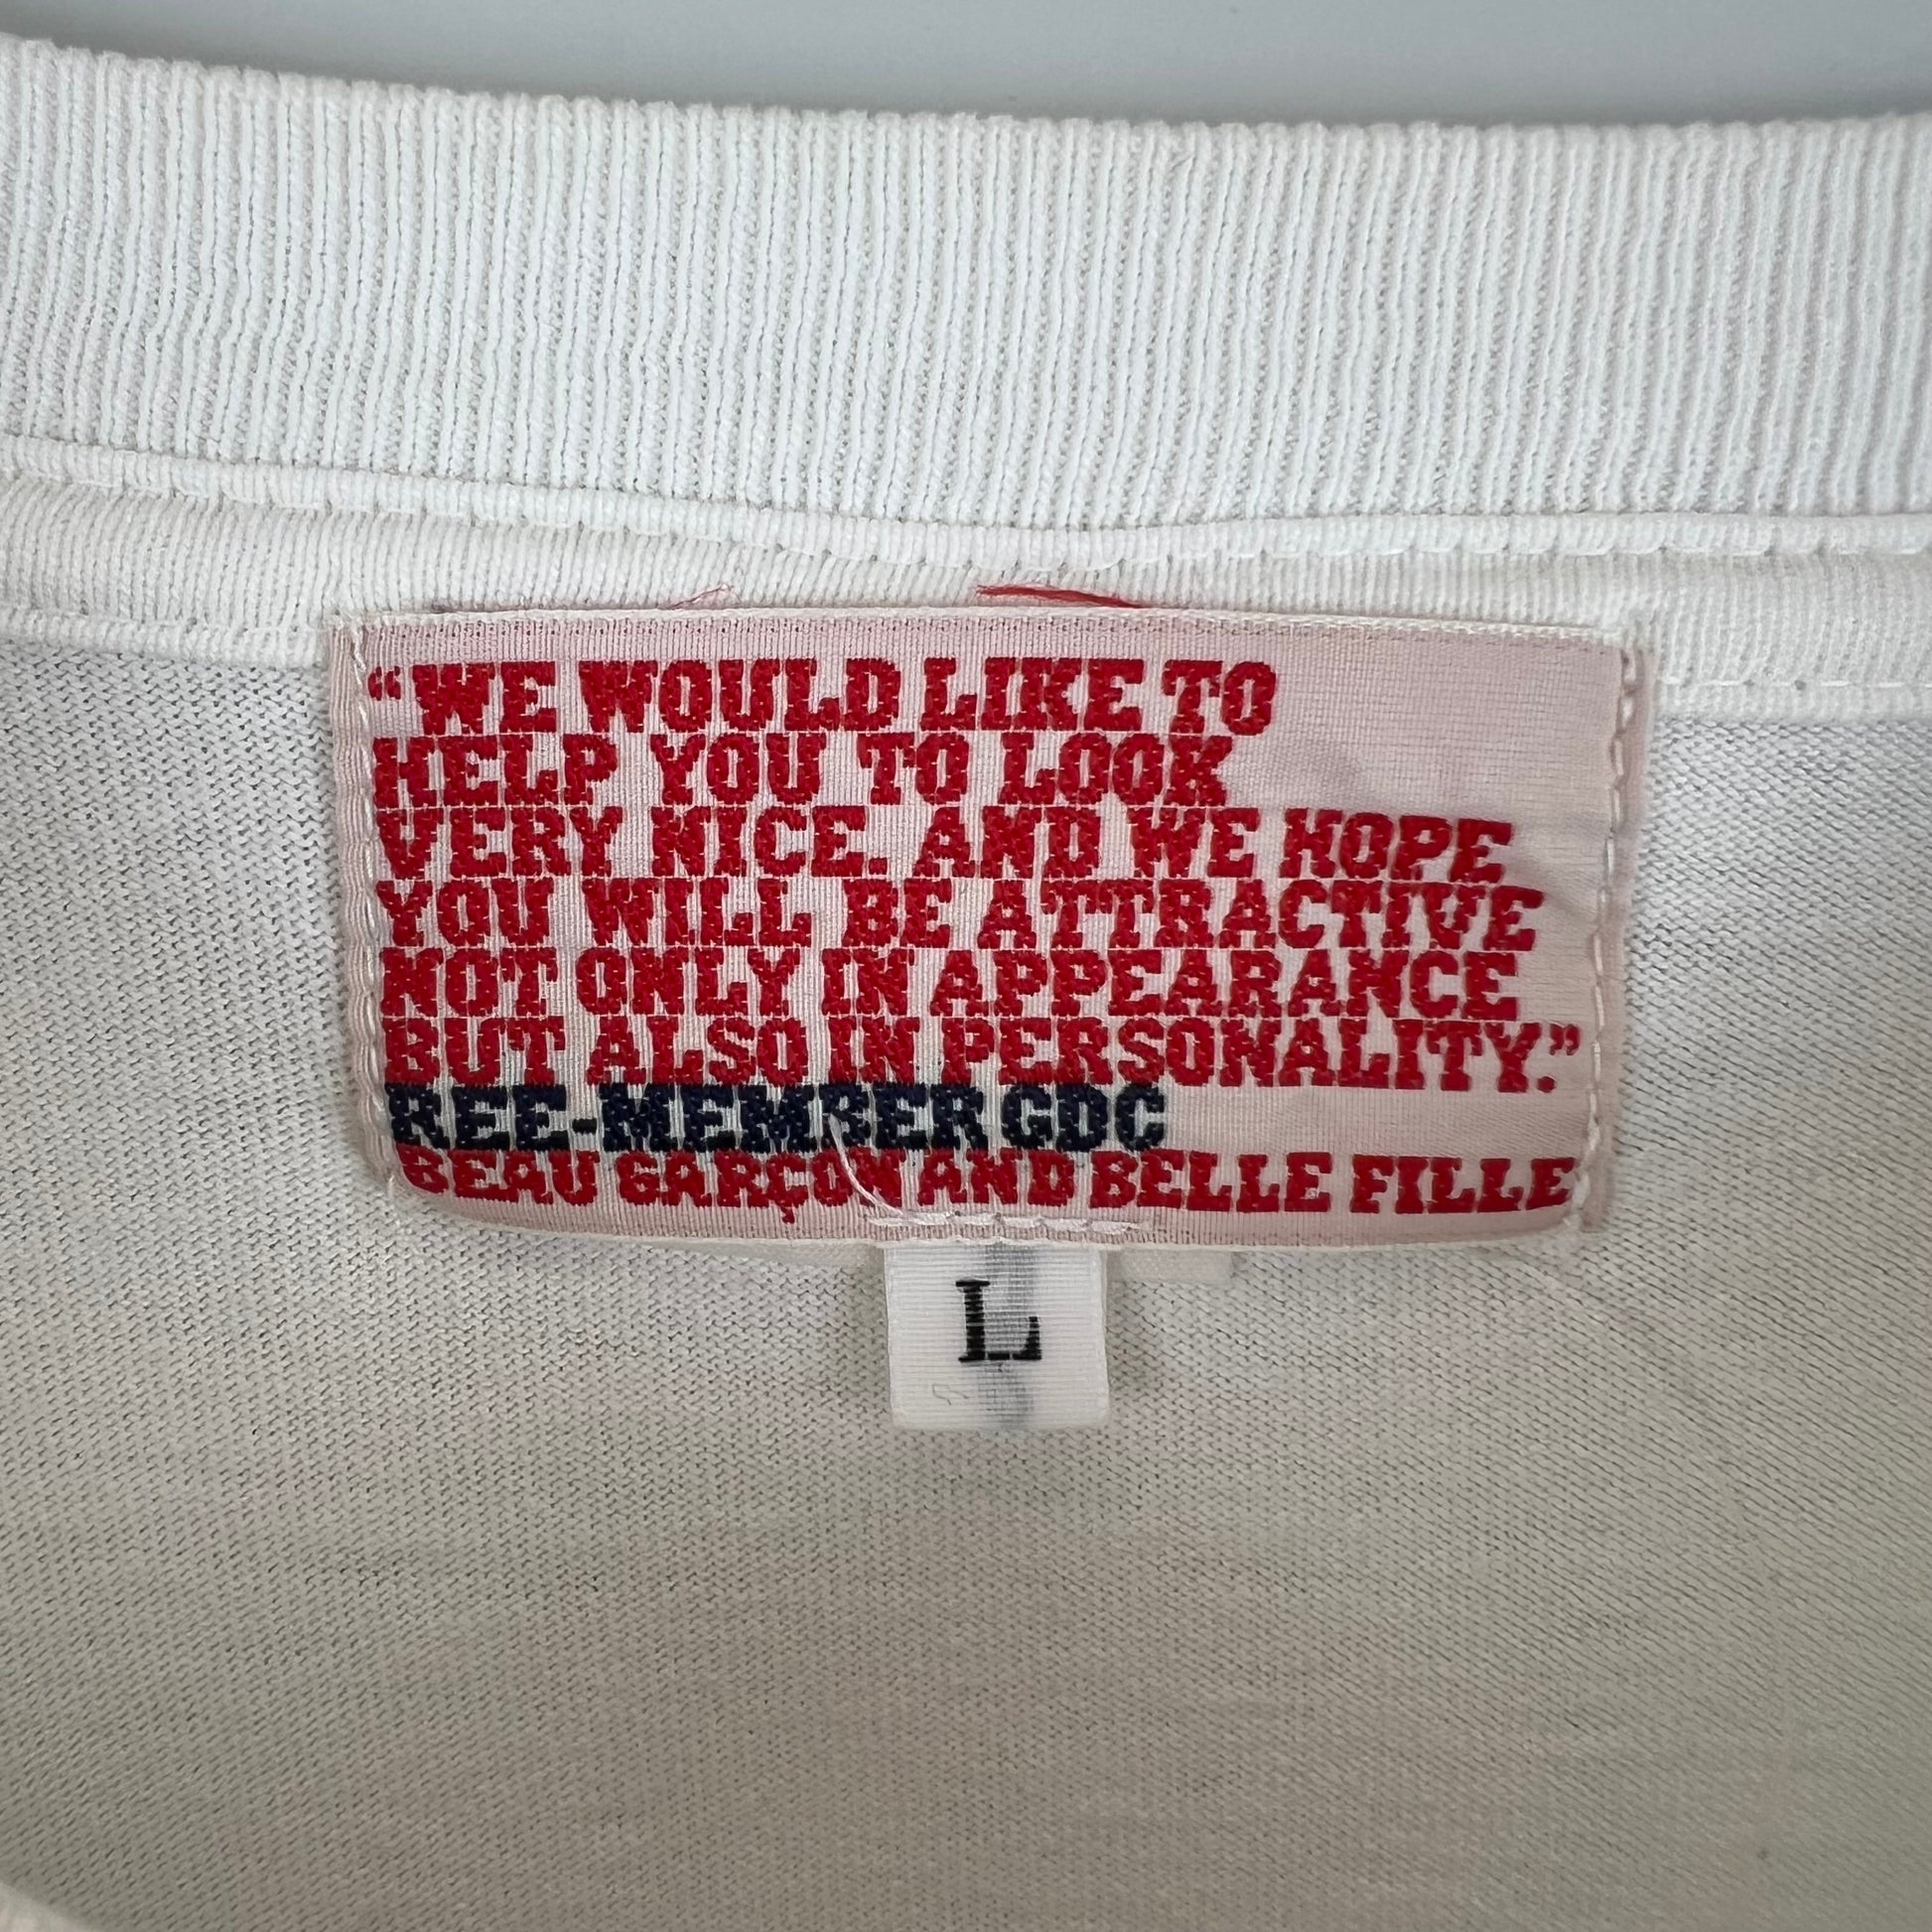 “WE WOULD LIKE TO
HELP YOU TO LOOK
VERY NICE. AND WE HOPE
YOU WILL BE ATTRACTIVE
NOT ONLY IN APPEARANCE
BUT ALSO IN PERSONALITY.”
REE-MEMBER GDC
BEAU GARÇON AND BELLE FILLE
L